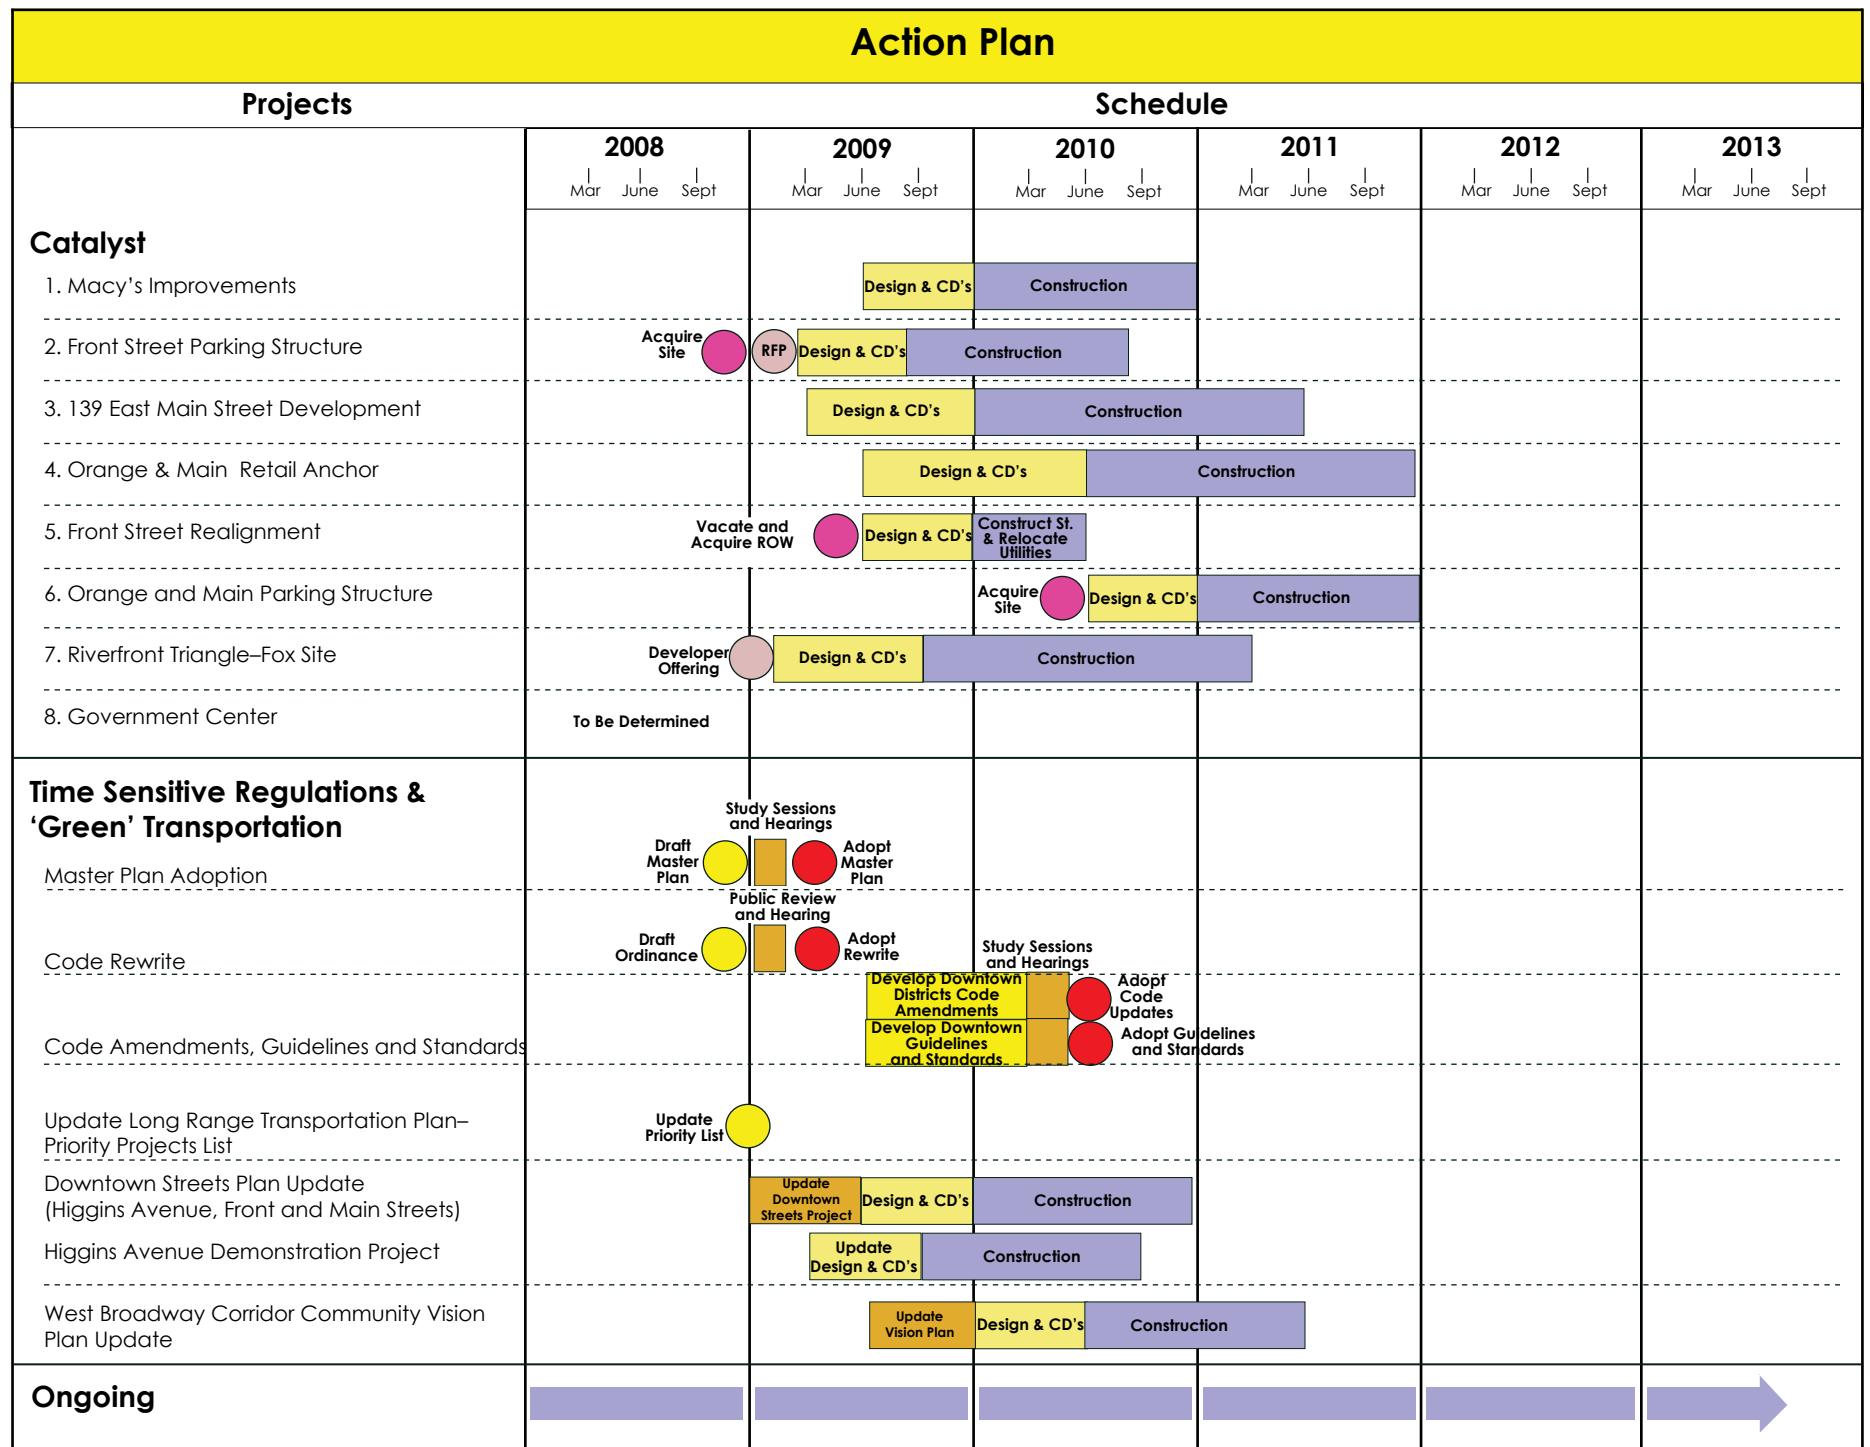 Action Plan
Projects
Schedule
2008
2009
2010
2011
2012
2013
Mar June Sept
Mar June Sept
Mar June Sept
Mar June Sept
Mar June Sept
Mar June Sept
Catalyst
1. Macy's Improvements
Design & CD's
Construction
2. Front Street Parking Structure
Acquire
Site
RFP
Design & CD's
Construction
3. 139 East Main Street Development
Design & CD's
Construction
4. Orange & Main Retail Anchor
Design & CD's
Construction
5. Front Street Realignment
Vacate and
Acquire ROW
Design & CD's
Construct St.
& Relocate
Utilities
6. Orange and Main Parking Structure
Acquire
Site
Design & CD's
Construction
7. Riverfront Triangle–Fox Site
Developer
Offering
Design & CD's
Construction
8. Government Center
To Be Determined
Time Sensitive Regulations &
‘Green’ Transportation
Master Plan Adoption
Draft
Master
Plan
Study Sessions
and Hearings
Adopt
Master
Plan
Code Rewrite
Draft
Ordinance
Public Review
and Hearing
Adopt
Rewrite
Code Amendments, Guidelines and Standards
Develop Downtown
Districts Code
Amendments
Study Sessions
and Hearings
Adopt
Code
Updates
Develop Downtown
Guidelines
and Standards
Adopt Guidelines
and Standards
Update Long Range Transportation Plan–
Priority Projects List
Update
Priority List
Downtown Streets Plan Update
(Higgins Avenue, Front and Main Streets)
Update
Downtown
Streets Project
Design & CD's
Construction
Higgins Avenue Demonstration Project
Update
Design & CD's
Construction
West Broadway Corridor Community Vision
Plan Update
Update
Vision Plan
Design & CD's
Construction
Ongoing